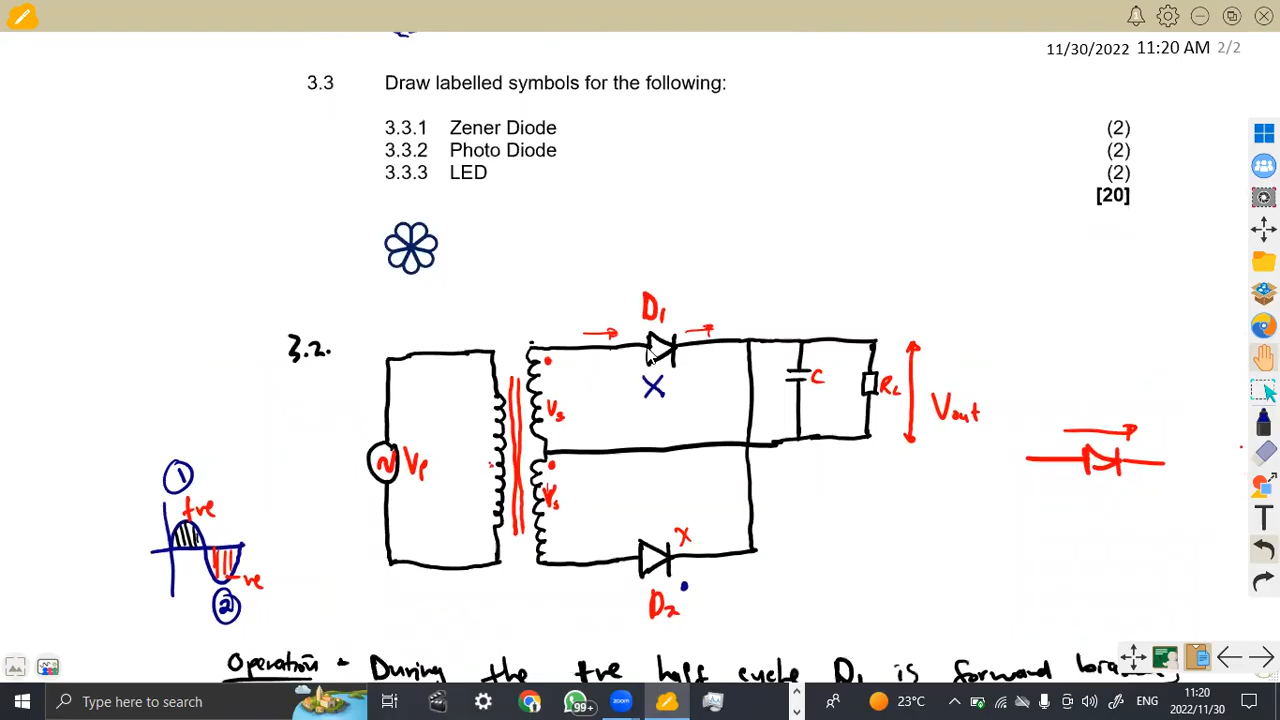 11/30/2022 11:20 AM 2/2
3.3 Draw labelled symbols for the following:
3.3.1 Zener Diode (2)
3.3.2 Photo Diode (2)
3.3.3 LED (2)
[20]
3.2.
D1
X
Vs
C
RL
Vout
Vp
Vs
1
+ve
-ve
2
X
D2
Operation - During the +ve half cycle D1 is forward
Type here to search
99+
23°C
ENG
11:20
2022/11/30